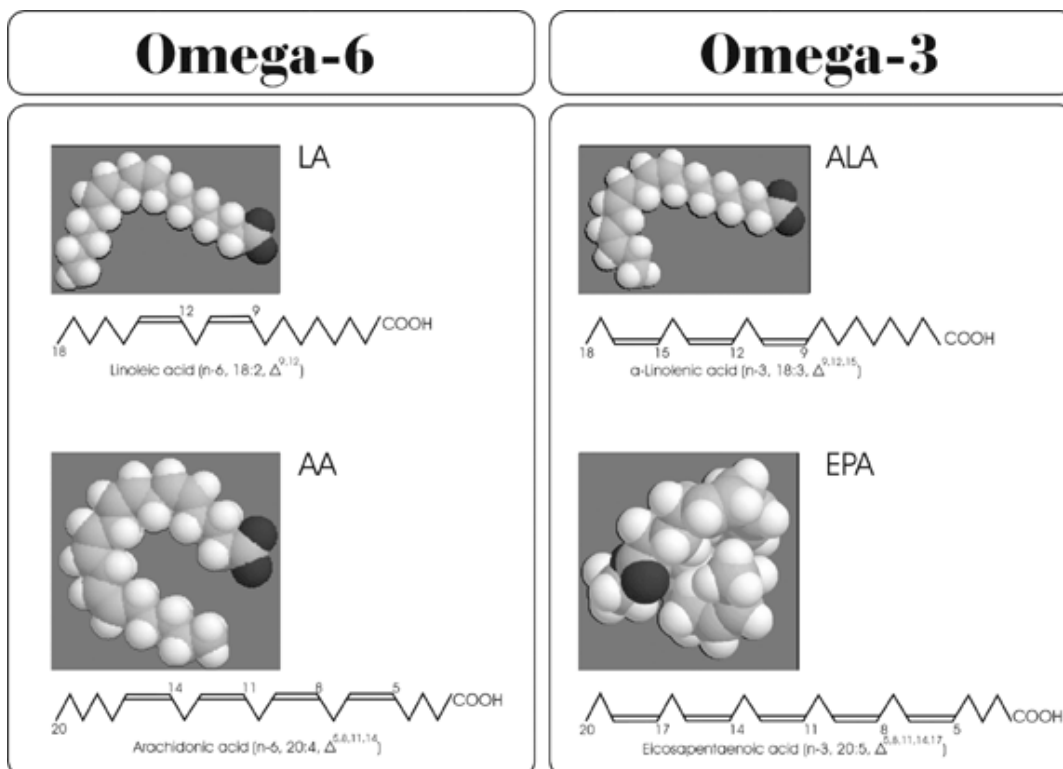 Omega-6
LA
12 9
COOH
18
Linoleic acid (n-6, 18:2, Δ9,12)
AA
14 11 8 5
COOH
20
Arachidonic acid (n-6, 20:4, Δ5,8,11,14)
Omega-3
ALA
COOH
18 15 12 9
α-Linolenic acid (n-3, 18:3, Δ9,12,15)
EPA
COOH
20 17 14 11 8 5
Eicosapentaenoic acid (n-3, 20:5, Δ5,8,11,14,17)